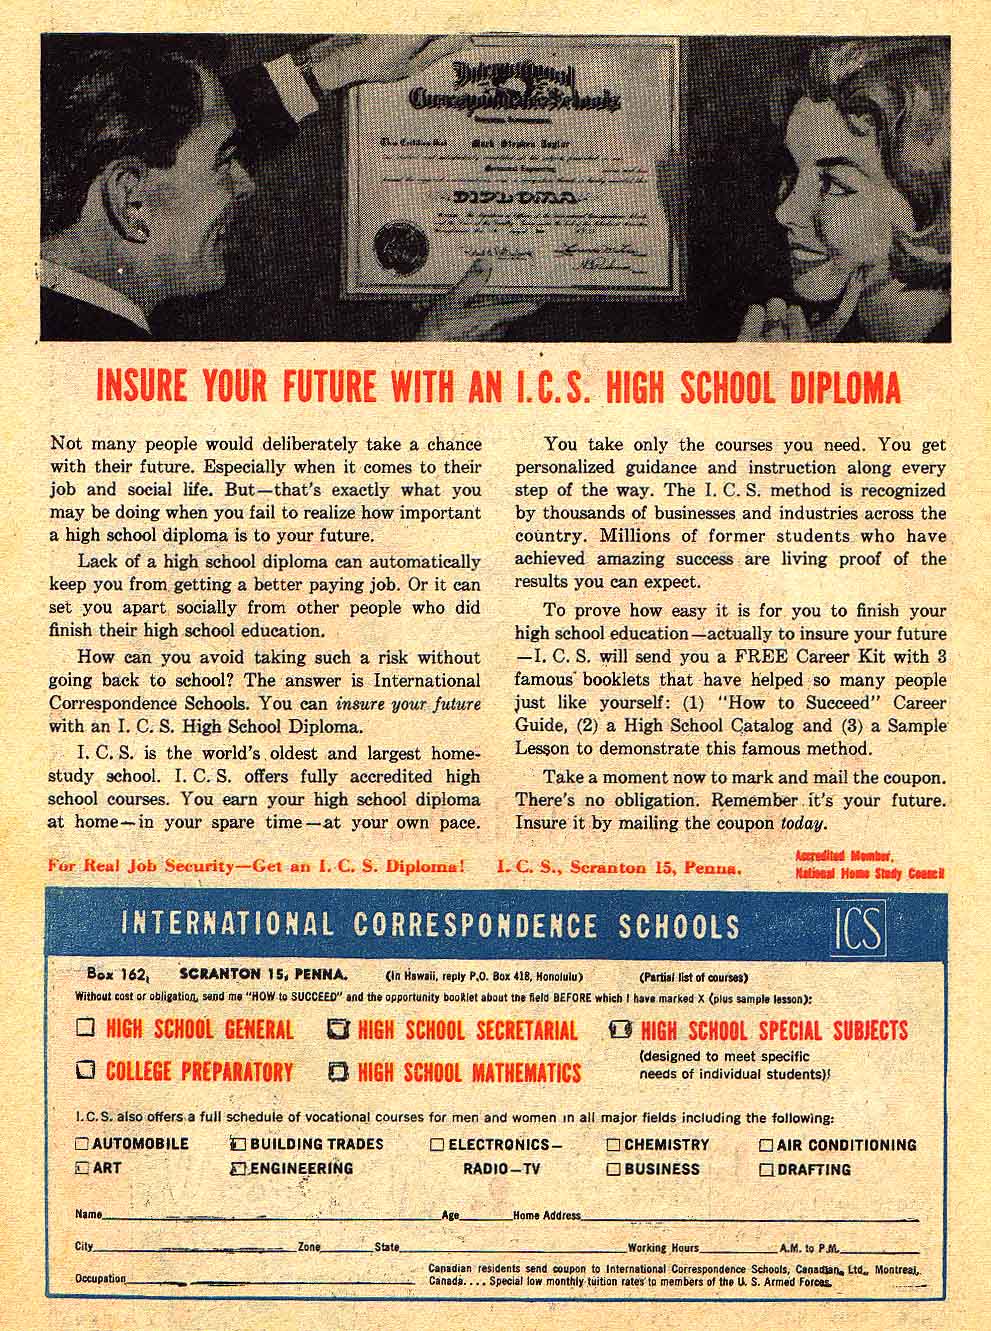 International
Correspondence Schools
This Certifies that Mark Stephen Taylor
DIPLOMA
INSURE YOUR FUTURE WITH AN I.C.S. HIGH SCHOOL DIPLOMA
Not many people would deliberately take a chance
with their future. Especially when it comes to their
job and social life. But—that's exactly what you
may be doing when you fail to realize how important
a high school diploma is to your future.
Lack of a high school diploma can automatically
keep you from getting a better paying job. Or it can
set you apart socially from other people who did
finish their high school education.
How can you avoid taking such a risk without
going back to school? The answer is International
Correspondence Schools. You can insure your future
with an I. C. S. High School Diploma.
I. C. S. is the world's oldest and largest home-
study school. I. C. S. offers fully accredited high
school courses. You earn your high school diploma
at home—in your spare time—at your own pace.
You take only the courses you need. You get
personalized guidance and instruction along every
step of the way. The I. C. S. method is recognized
by thousands of businesses and industries across the
country. Millions of former students who have
achieved amazing success are living proof of the
results you can expect.
To prove how easy it is for you to finish your
high school education—actually to insure your future
—I. C. S. will send you a FREE Career Kit with 3
famous booklets that have helped so many people
just like yourself: (1) "How to Succeed" Career
Guide, (2) a High School Catalog and (3) a Sample
Lesson to demonstrate this famous method.
Take a moment now to mark and mail the coupon.
There's no obligation. Remember it's your future.
Insure it by mailing the coupon today.
For Real Job Security—Get an I. C. S. Diploma! I. C. S., Scranton 15, Penna.
Accredited Member,
National Home Study Council
INTERNATIONAL CORRESPONDENCE SCHOOLS ICS
Box 162, SCRANTON 15, PENNA. (In Hawaii, reply P.O. Box 418, Honolulu) (Partial list of courses)
Without cost or obligation, send me "HOW to SUCCEED" and the opportunity booklet about the field BEFORE which I have marked X (plus sample lesson):
HIGH SCHOOL GENERAL HIGH SCHOOL SECRETARIAL HIGH SCHOOL SPECIAL SUBJECTS
(designed to meet specific
needs of individual students)
COLLEGE PREPARATORY HIGH SCHOOL MATHEMATICS
I.C.S. also offers a full schedule of vocational courses for men and women in all major fields including the following:
AUTOMOBILE BUILDING TRADES ELECTRONICS— CHEMISTRY AIR CONDITIONING
ART ENGINEERING RADIO—TV BUSINESS DRAFTING
Name Age Home Address
City Zone State Working Hours A.M. to P.M.
Occupation
Canadian residents send coupon to International Correspondence Schools, Canadian, Ltd., Montreal,
Canada. . . . Special low monthly tuition rates to members of the U. S. Armed Forces.